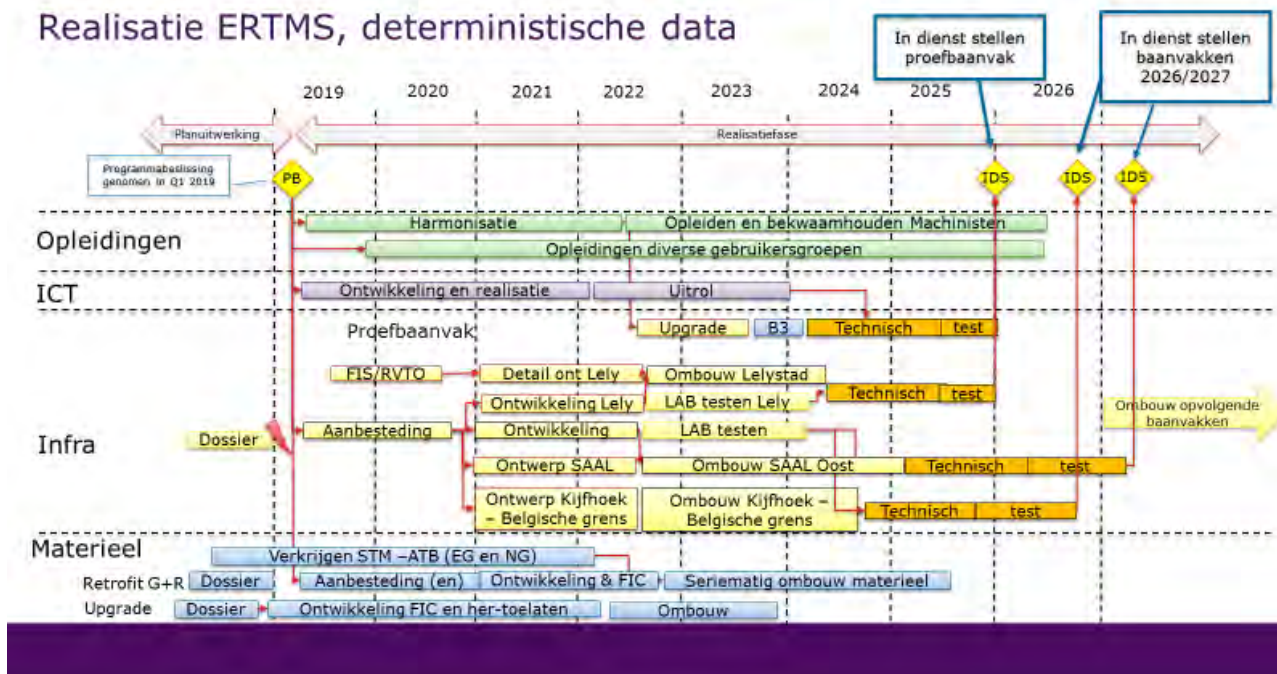 Realisatie ERTMS, deterministische data
In dienst stellen
proefbaanvak
In dienst stellen
baanvakken
2026/2027
2019
2020
2021
2022
2023
2024
2025
2026
Planuitwerking
Realisatiefase
Programmabeslissing
genomen in Q1 2019
PB
IDS
IDS
IDS
Opleidingen
Harmonisatie
Opleiden en bekwaamhouden Machinisten
Opleidingen diverse gebruikersgroepen
ICT
Ontwikkeling en realisatie
Uitrol
Proefbaanvak
Upgrade
B3
Technisch
test
FIS/RVTO
Detail ont Lely
Ombouw Lelystad
Ontwikkeling Lely
LAB testen Lely
Technisch
test
Infra
Dossier
Aanbesteding
Ontwikkeling
LAB testen
Ombouw opvolgende
baanvakken
Ontwerp SAAL
Ombouw SAAL Oost
Technisch
test
Ontwerp Kijfhoek
– Belgische grens
Ombouw Kijfhoek –
Belgische grens
Technisch
test
Materieel
Verkrijgen STM –ATB (EG en NG)
Retrofit G+R
Dossier
Aanbesteding (en)
Ontwikkeling & FIC
Seriematig ombouw materieel
Upgrade
Dossier
Ontwikkeling FIC en her-toelaten
Ombouw